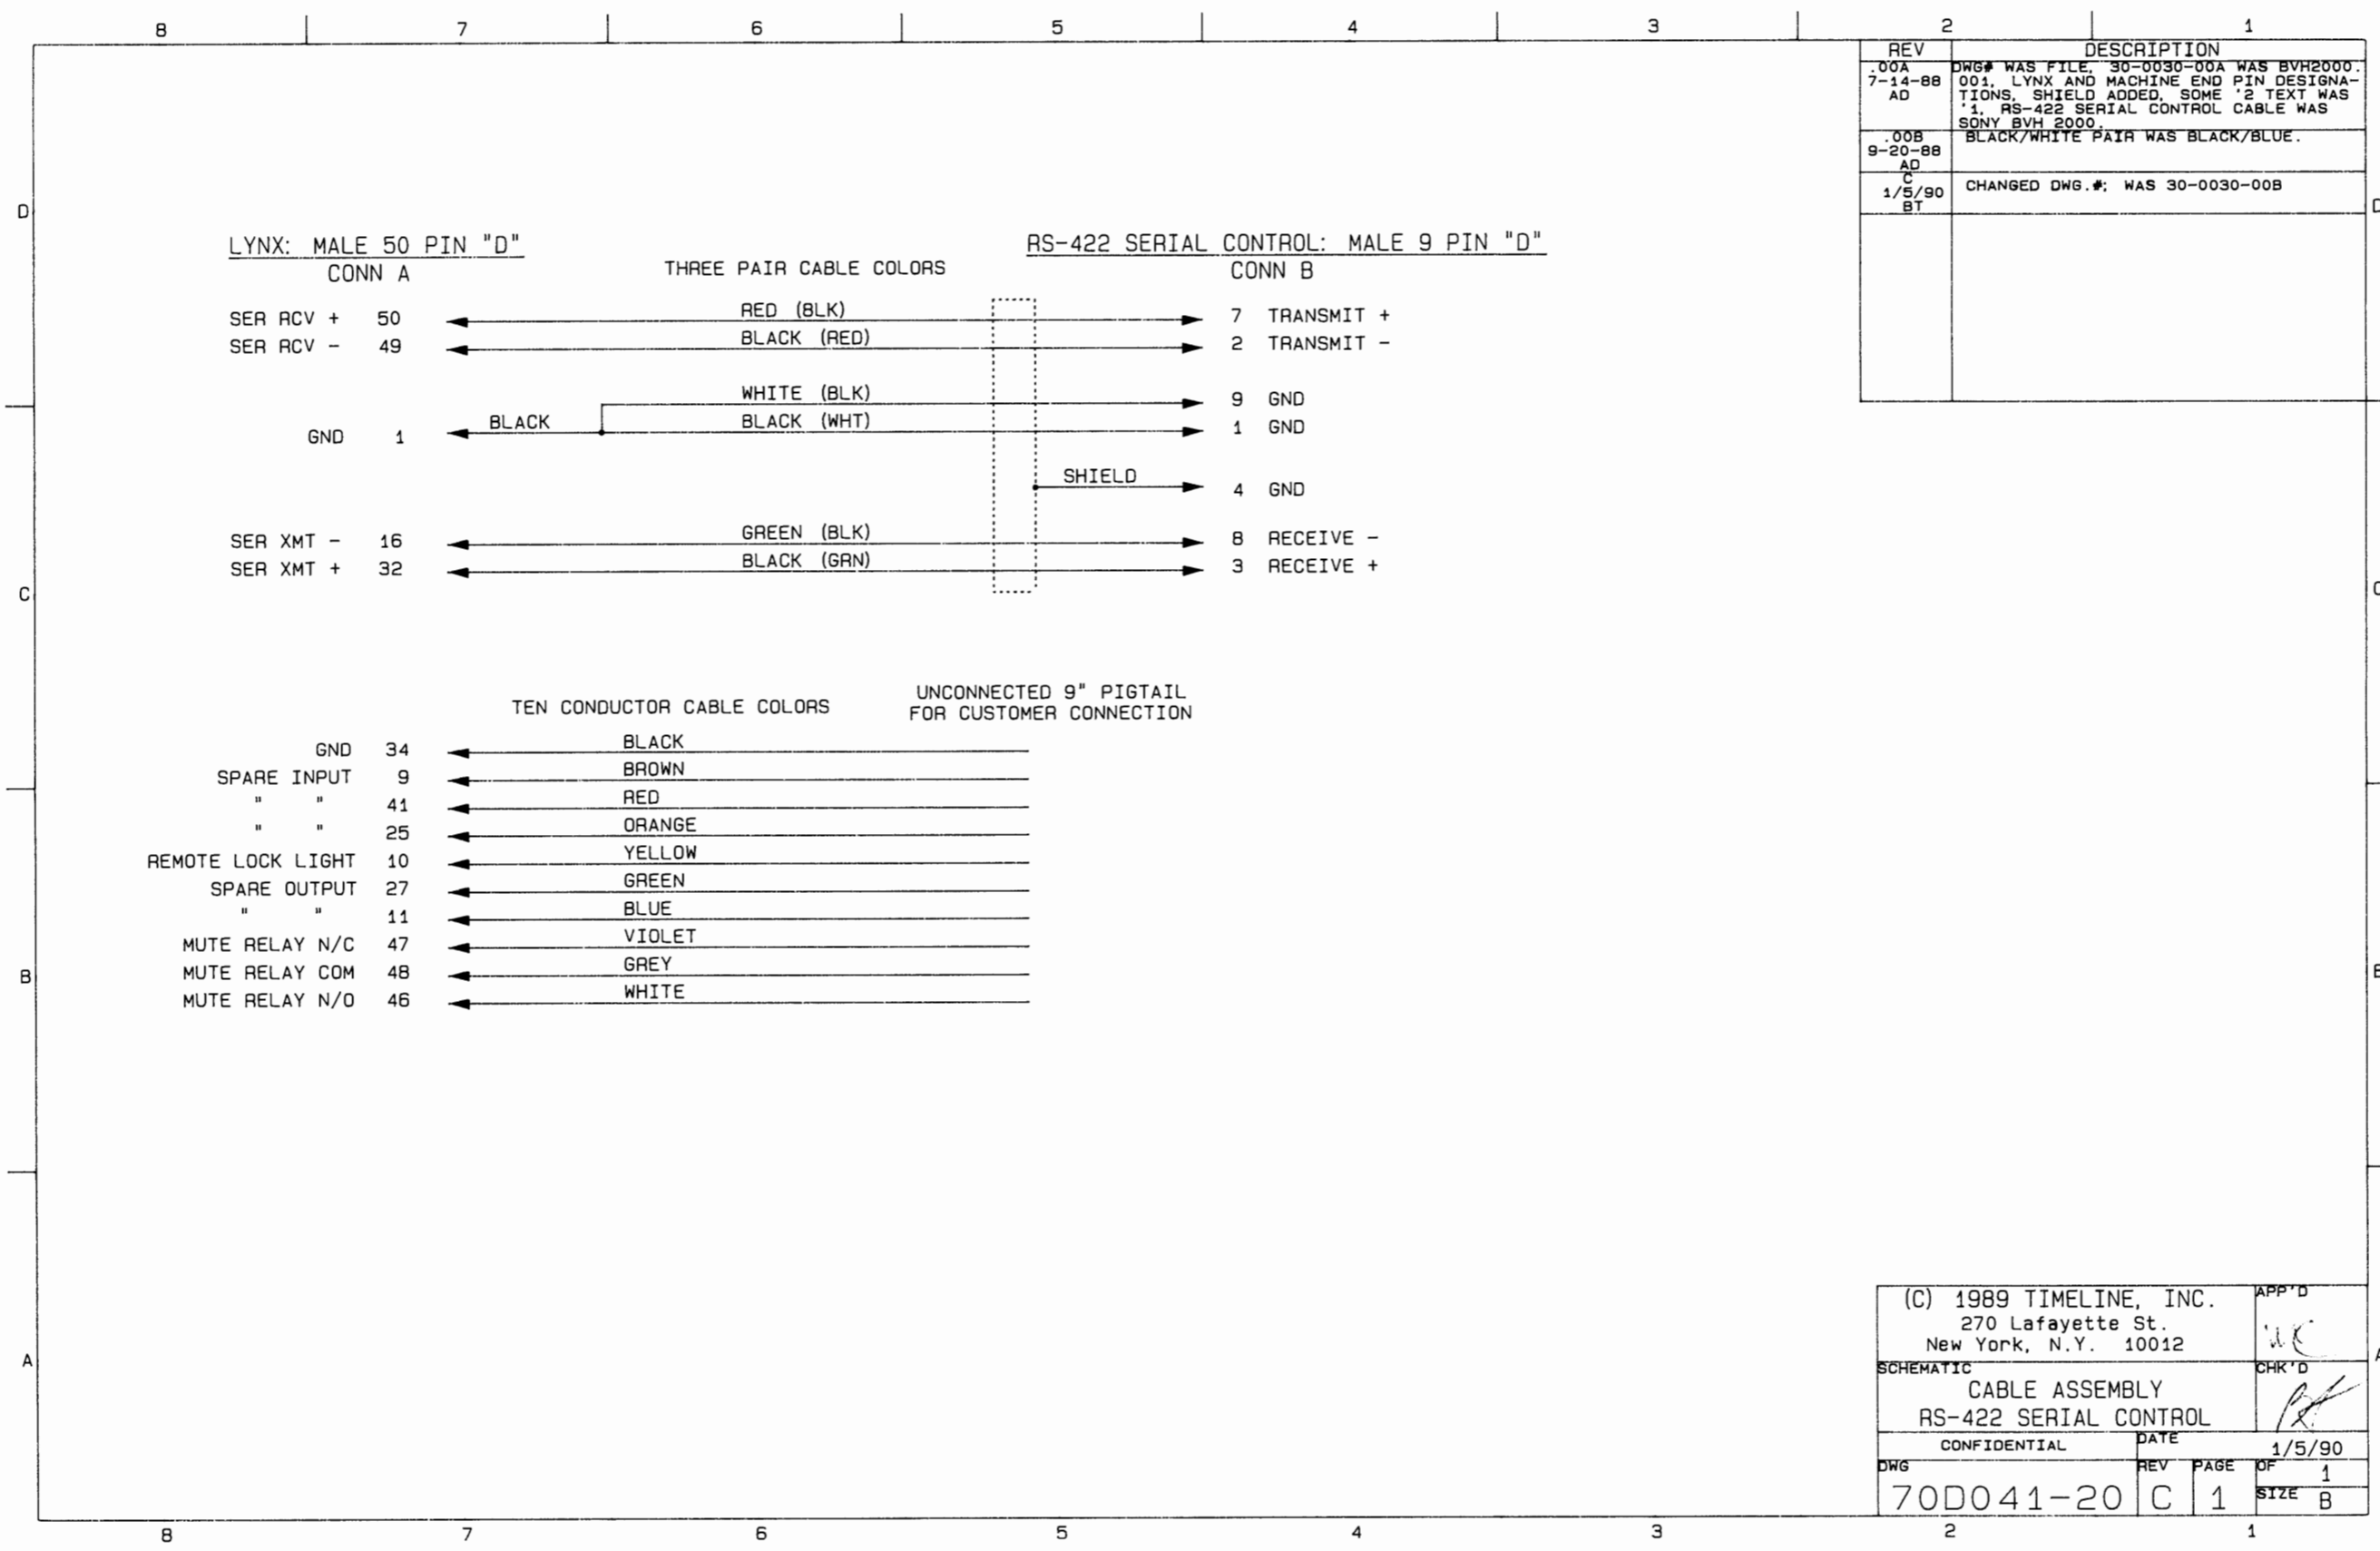 8 7 6 5 4 3 2 1
REV DESCRIPTION
.00A DWG# WAS FILE, 30-0030-00A WAS BVH2000.
7-14-88 001, LYNX AND MACHINE END PIN DESIGNA-
AD TIONS, SHIELD ADDED, SOME '2 TEXT WAS
'1, RS-422 SERIAL CONTROL CABLE WAS
SONY BVH 2000.
.00B BLACK/WHITE PAIR WAS BLACK/BLUE.
9-20-88
AD
C
1/5/90 CHANGED DWG.#; WAS 30-0030-00B
BT
D D
LYNX: MALE 50 PIN "D" RS-422 SERIAL CONTROL: MALE 9 PIN "D"
CONN A THREE PAIR CABLE COLORS CONN B
SER RCV + 50 RED (BLK) 7 TRANSMIT +
SER RCV - 49 BLACK (RED) 2 TRANSMIT -
WHITE (BLK) 9 GND
GND 1 BLACK BLACK (WHT) 1 GND
SHIELD 4 GND
SER XMT - 16 GREEN (BLK) 8 RECEIVE -
SER XMT + 32 BLACK (GRN) 3 RECEIVE +
C C
TEN CONDUCTOR CABLE COLORS UNCONNECTED 9" PIGTAIL
FOR CUSTOMER CONNECTION
GND 34 BLACK
SPARE INPUT 9 BROWN
" " 41 RED
" " 25 ORANGE
REMOTE LOCK LIGHT 10 YELLOW
SPARE OUTPUT 27 GREEN
" " 11 BLUE
MUTE RELAY N/C 47 VIOLET
MUTE RELAY COM 48 GREY
MUTE RELAY N/O 46 WHITE
B B
(C) 1989 TIMELINE, INC. APP'D
270 Lafayette St.
New York, N.Y. 10012
A A
SCHEMATIC CHK'D
CABLE ASSEMBLY
RS-422 SERIAL CONTROL
CONFIDENTIAL DATE 1/5/90
DWG REV PAGE OF 1
70D041-20 C 1 SIZE B
8 7 6 5 4 3 2 1